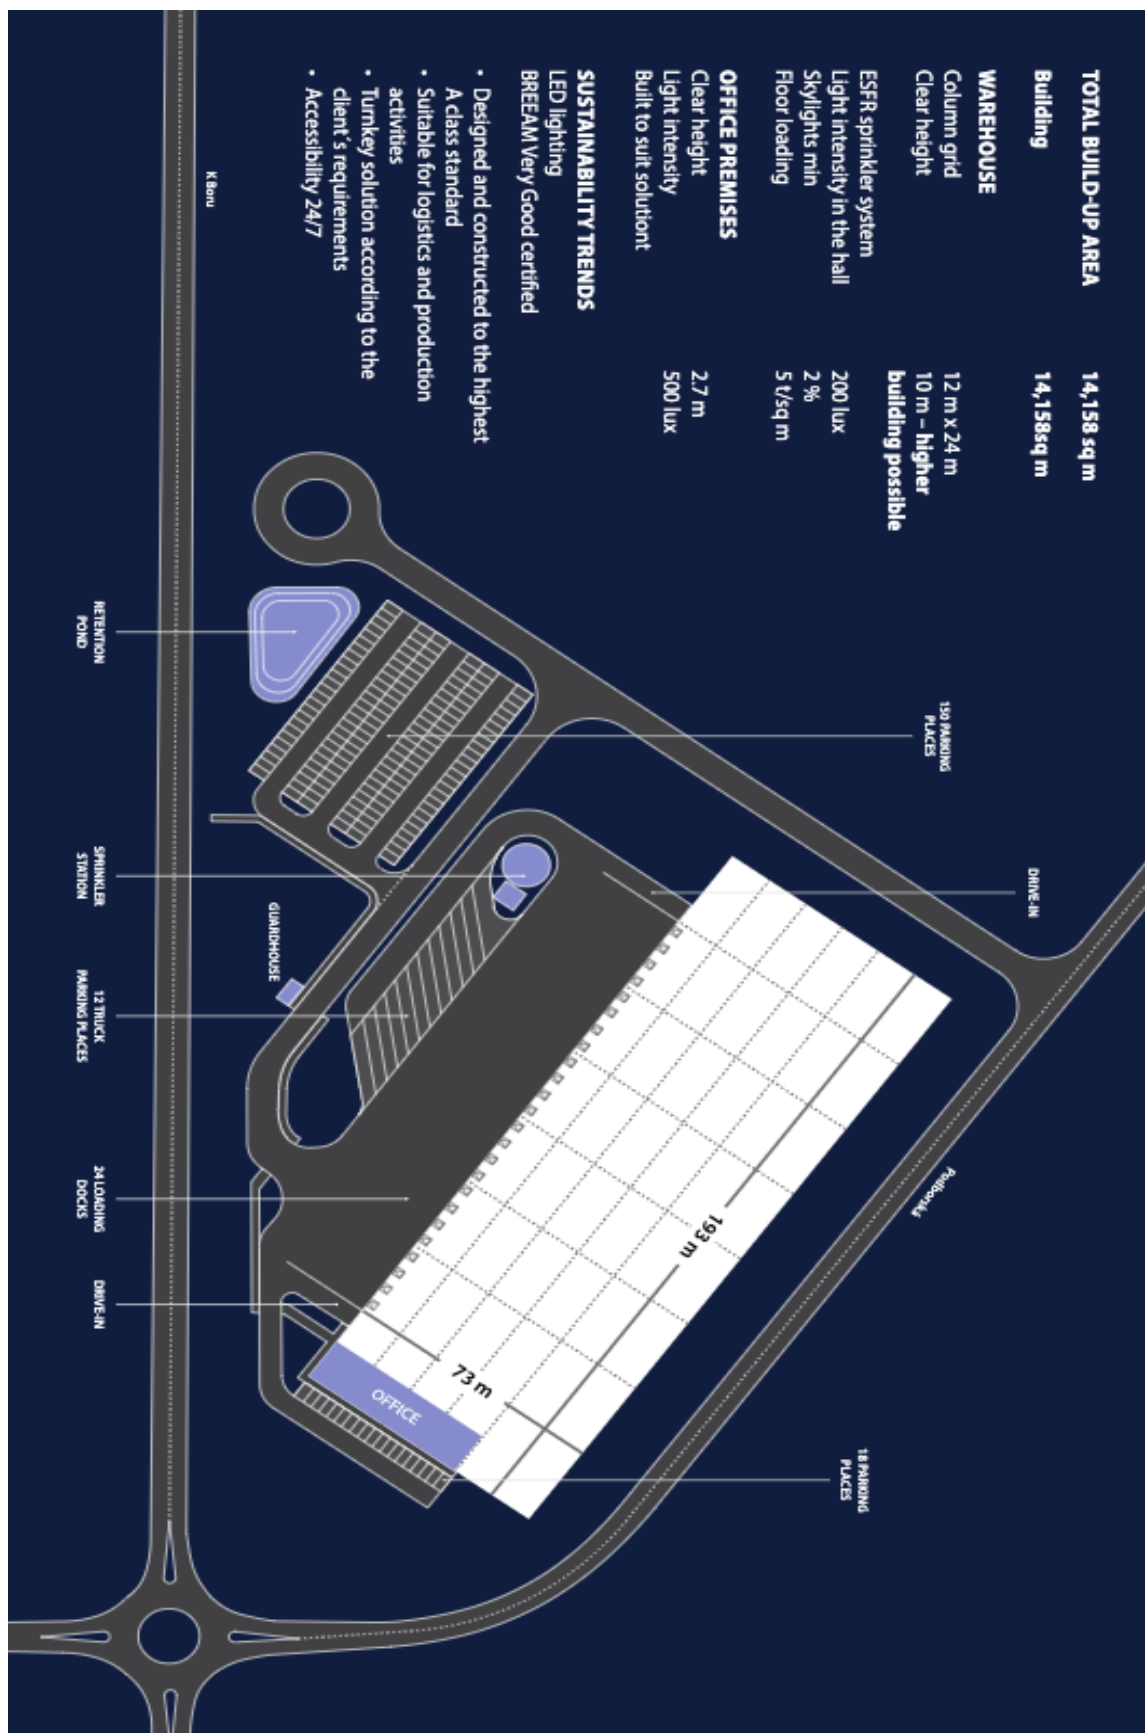 TOTAL BUILD-UP AREA 14,158 sq m
Building 14,158sq m
WAREHOUSE
Column grid 12 m x 24 m
Clear height 10 m – higher
building possible
ESFR sprinkler system
Light intensity in the hall 200 lux
Skylights min 2 %
Floor loading 5 t/sq m
OFFICE PREMISES
Clear height 2.7 m
Light intensity 500 lux
Built to suit solutiont
SUSTAINABILITY TRENDS
LED lighting
BREEAM Very Good certified
• Designed and constructed to the highest
A class standard
• Suitable for logistics and production
activities
• Turnkey solution according to the
client's requirements
• Accessibility 24/7
150 PARKING
PLACES
DRIVE-IN
Podborská
193 m
73 m
OFFICE
18 PARKING
PLACES
K Boru
GUARDHOUSE
RETENTION
POND
SPRINKLER
STATION
12 TRUCK
PARKING PLACES
24 LOADING
DOCKS
DRIVE-IN